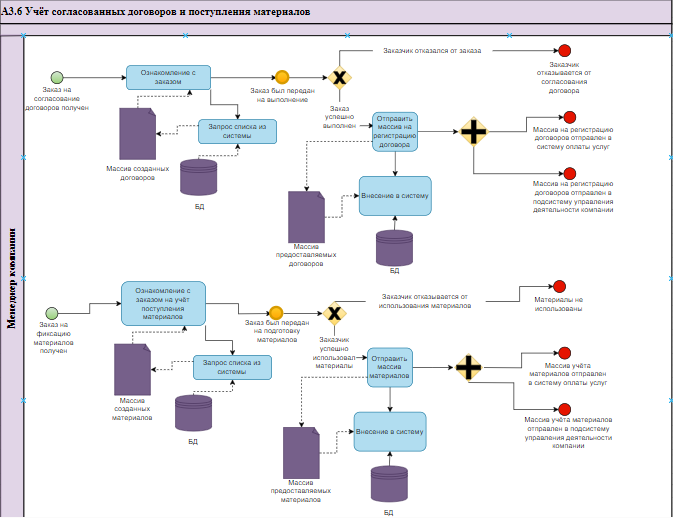 А3.6 Учёт согласованных договоров и поступления материалов
Менеджер компании
Заказ на
согласование
договоров получен
Ознакомление с
заказом
Массив созданных
договоров
Запрос списка из
системы
БД
Заказ был передан
на выполнение
Заказчик отказался от заказа
Заказчик
отказывается от
согласования
договора
Заказ
успешно
выполнен
Отправить
массив на
регистрацию
договора
Массив на регистрацию
договоров отправлен в
систему оплаты услуг
Массив на регистрацию
договоров отправлен в
подсистему управления
деятельности компании
Внесение в систему
Массив
предоставляемых
договоров
БД
Заказ на
фиксацию
материалов
получен
Ознакомление с
заказом на учёт
поступления
материалов
Массив
созданных
материалов
Запрос списка из
системы
БД
Заказ был передан
на подготовку
материалов
Заказчик отказывается от
использования материалов
Материалы не
использованы
Заказчик
успешно
использовал
материалы
Отправить
массив
материалов
Массив учёта
материалов отправлен
в систему оплаты услуг
Массив учёта материалов
отправлен в подсистему
управления деятельности
компании
Внесение в систему
Массив
предоставляемых
материалов
БД